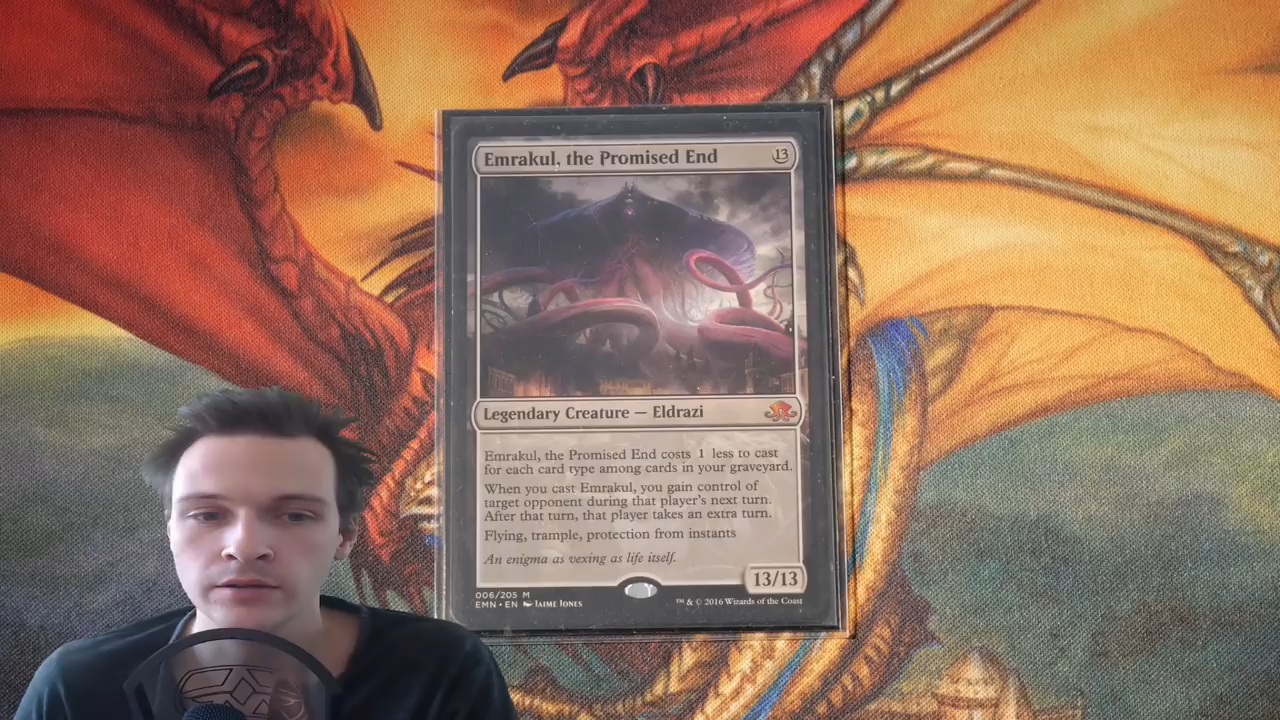 Emrakul, the Promised End 13
Legendary Creature — Eldrazi
Emrakul, the Promised End costs 1 less to cast
for each card type among cards in your graveyard.
When you cast Emrakul, you gain control of
target opponent during that player's next turn.
After that turn, that player takes an extra turn.
Flying, trample, protection from instants
An enigma as vexing as life itself.
13/13
006/205 M
EMN • EN Jaime Jones
™ & © 2016 Wizards of the Coast